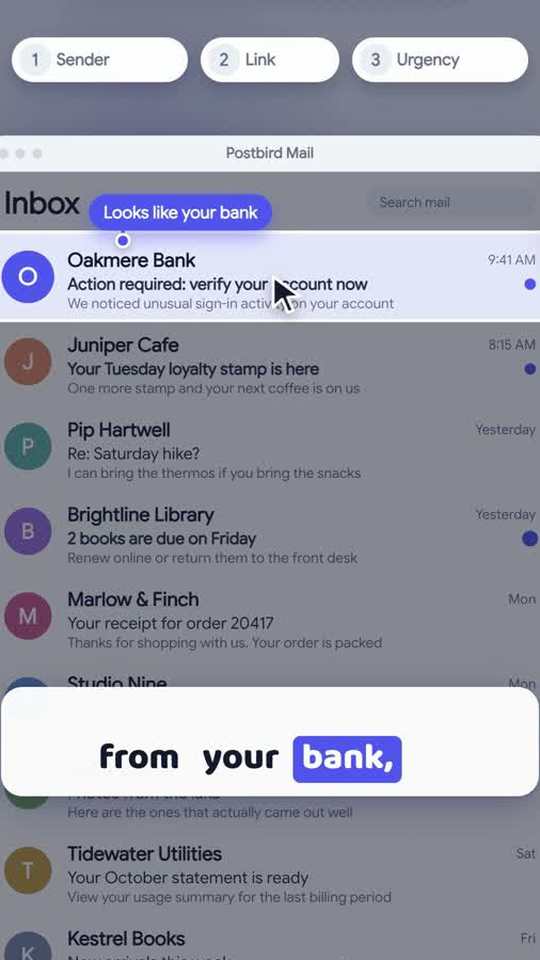 1 Sender
2 Link
3 Urgency
Postbird Mail
Inbox
Looks like your bank
Search mail
O
Oakmere Bank
9:41 AM
Action required: verify your account now
We noticed unusual sign-in activ on your account
J
Juniper Cafe
8:15 AM
Your Tuesday loyalty stamp is here
One more stamp and your next coffee is on us
P
Pip Hartwell
Yesterday
Re: Saturday hike?
I can bring the thermos if you bring the snacks
B
Brightline Library
Yesterday
2 books are due on Friday
Renew online or return them to the front desk
M
Marlow & Finch
Mon
Your receipt for order 20417
Thanks for shopping with us. Your order is packed
Studio Nine
Mon
from your bank,
Here are the ones that actually came out well
T
Tidewater Utilities
Sat
Your October statement is ready
View your usage summary for the last billing period
K
Kestrel Books
Fri